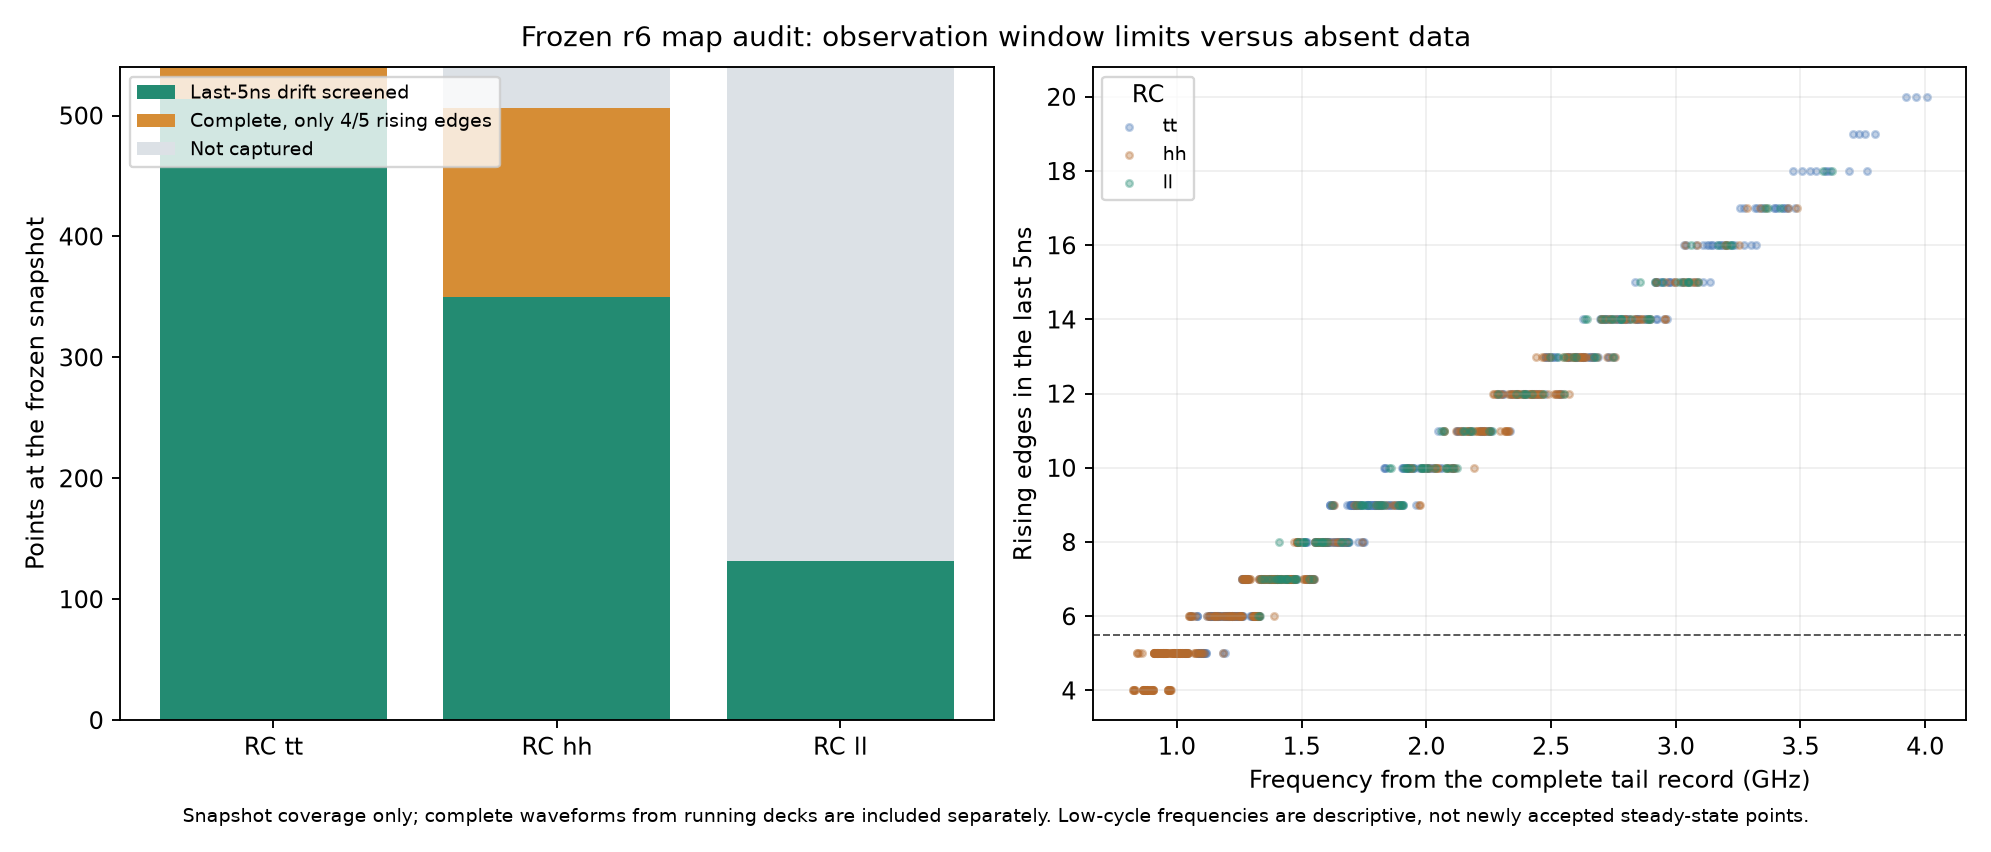 Frozen r6 map audit: observation window limits versus absent data
Points at the frozen snapshot
500
400
300
200
100
0
Last-5ns drift screened
Complete, only 4/5 rising edges
Not captured
RC tt
RC hh
RC ll
Rising edges in the last 5ns
20
18
16
14
12
10
8
6
4
RC
tt
hh
ll
1.0
1.5
2.0
2.5
3.0
3.5
4.0
Frequency from the complete tail record (GHz)
Snapshot coverage only; complete waveforms from running decks are included separately. Low-cycle frequencies are descriptive, not newly accepted steady-state points.